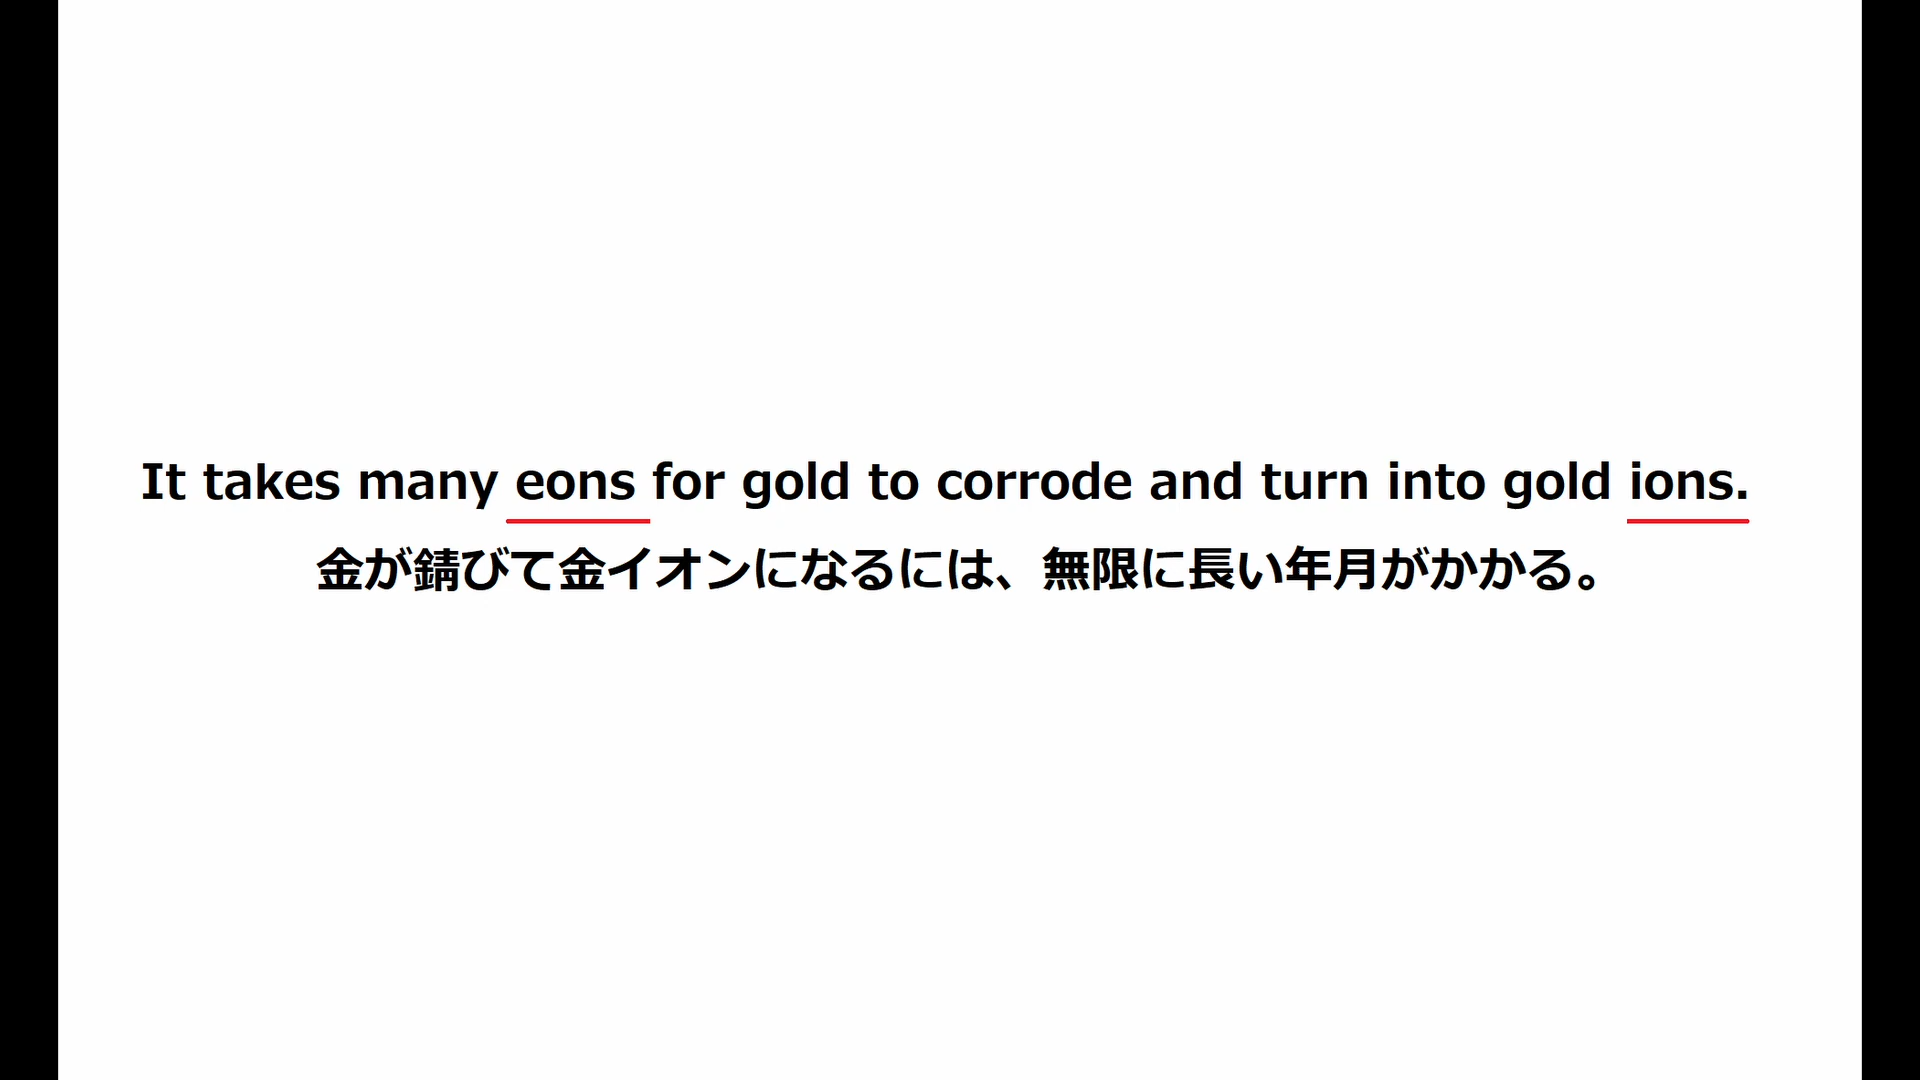 It takes many eons for gold to corrode and turn into gold ions.
金が錆びて金イオンになるには、無限に長い年月がかかる。